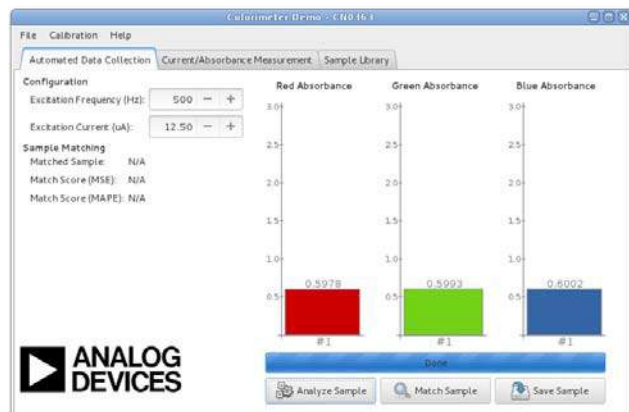 Colorimeter Demo - CN0363
File Calibration Help
Automated Data Collection Current/Absorbance Measurement Sample Library
Configuration
Excitation Frequency (Hz): 500 − +
Excitation Current (uA): 12.50 − +
Sample Matching
Matched Sample: N/A
Match Score (MSE): N/A
Match Score (MAPE): N/A
Red Absorbance Green Absorbance Blue Absorbance
3.0 3.0 3.0
2.5 2.5 2.5
2.0 2.0 2.0
1.5 1.5 1.5
1.0 1.0 1.0
0.5978 0.5993 0.6002
0.5 0.5 0.5
#1 #1 #1
Done
Analyze Sample Match Sample Save Sample
ANALOG
DEVICES